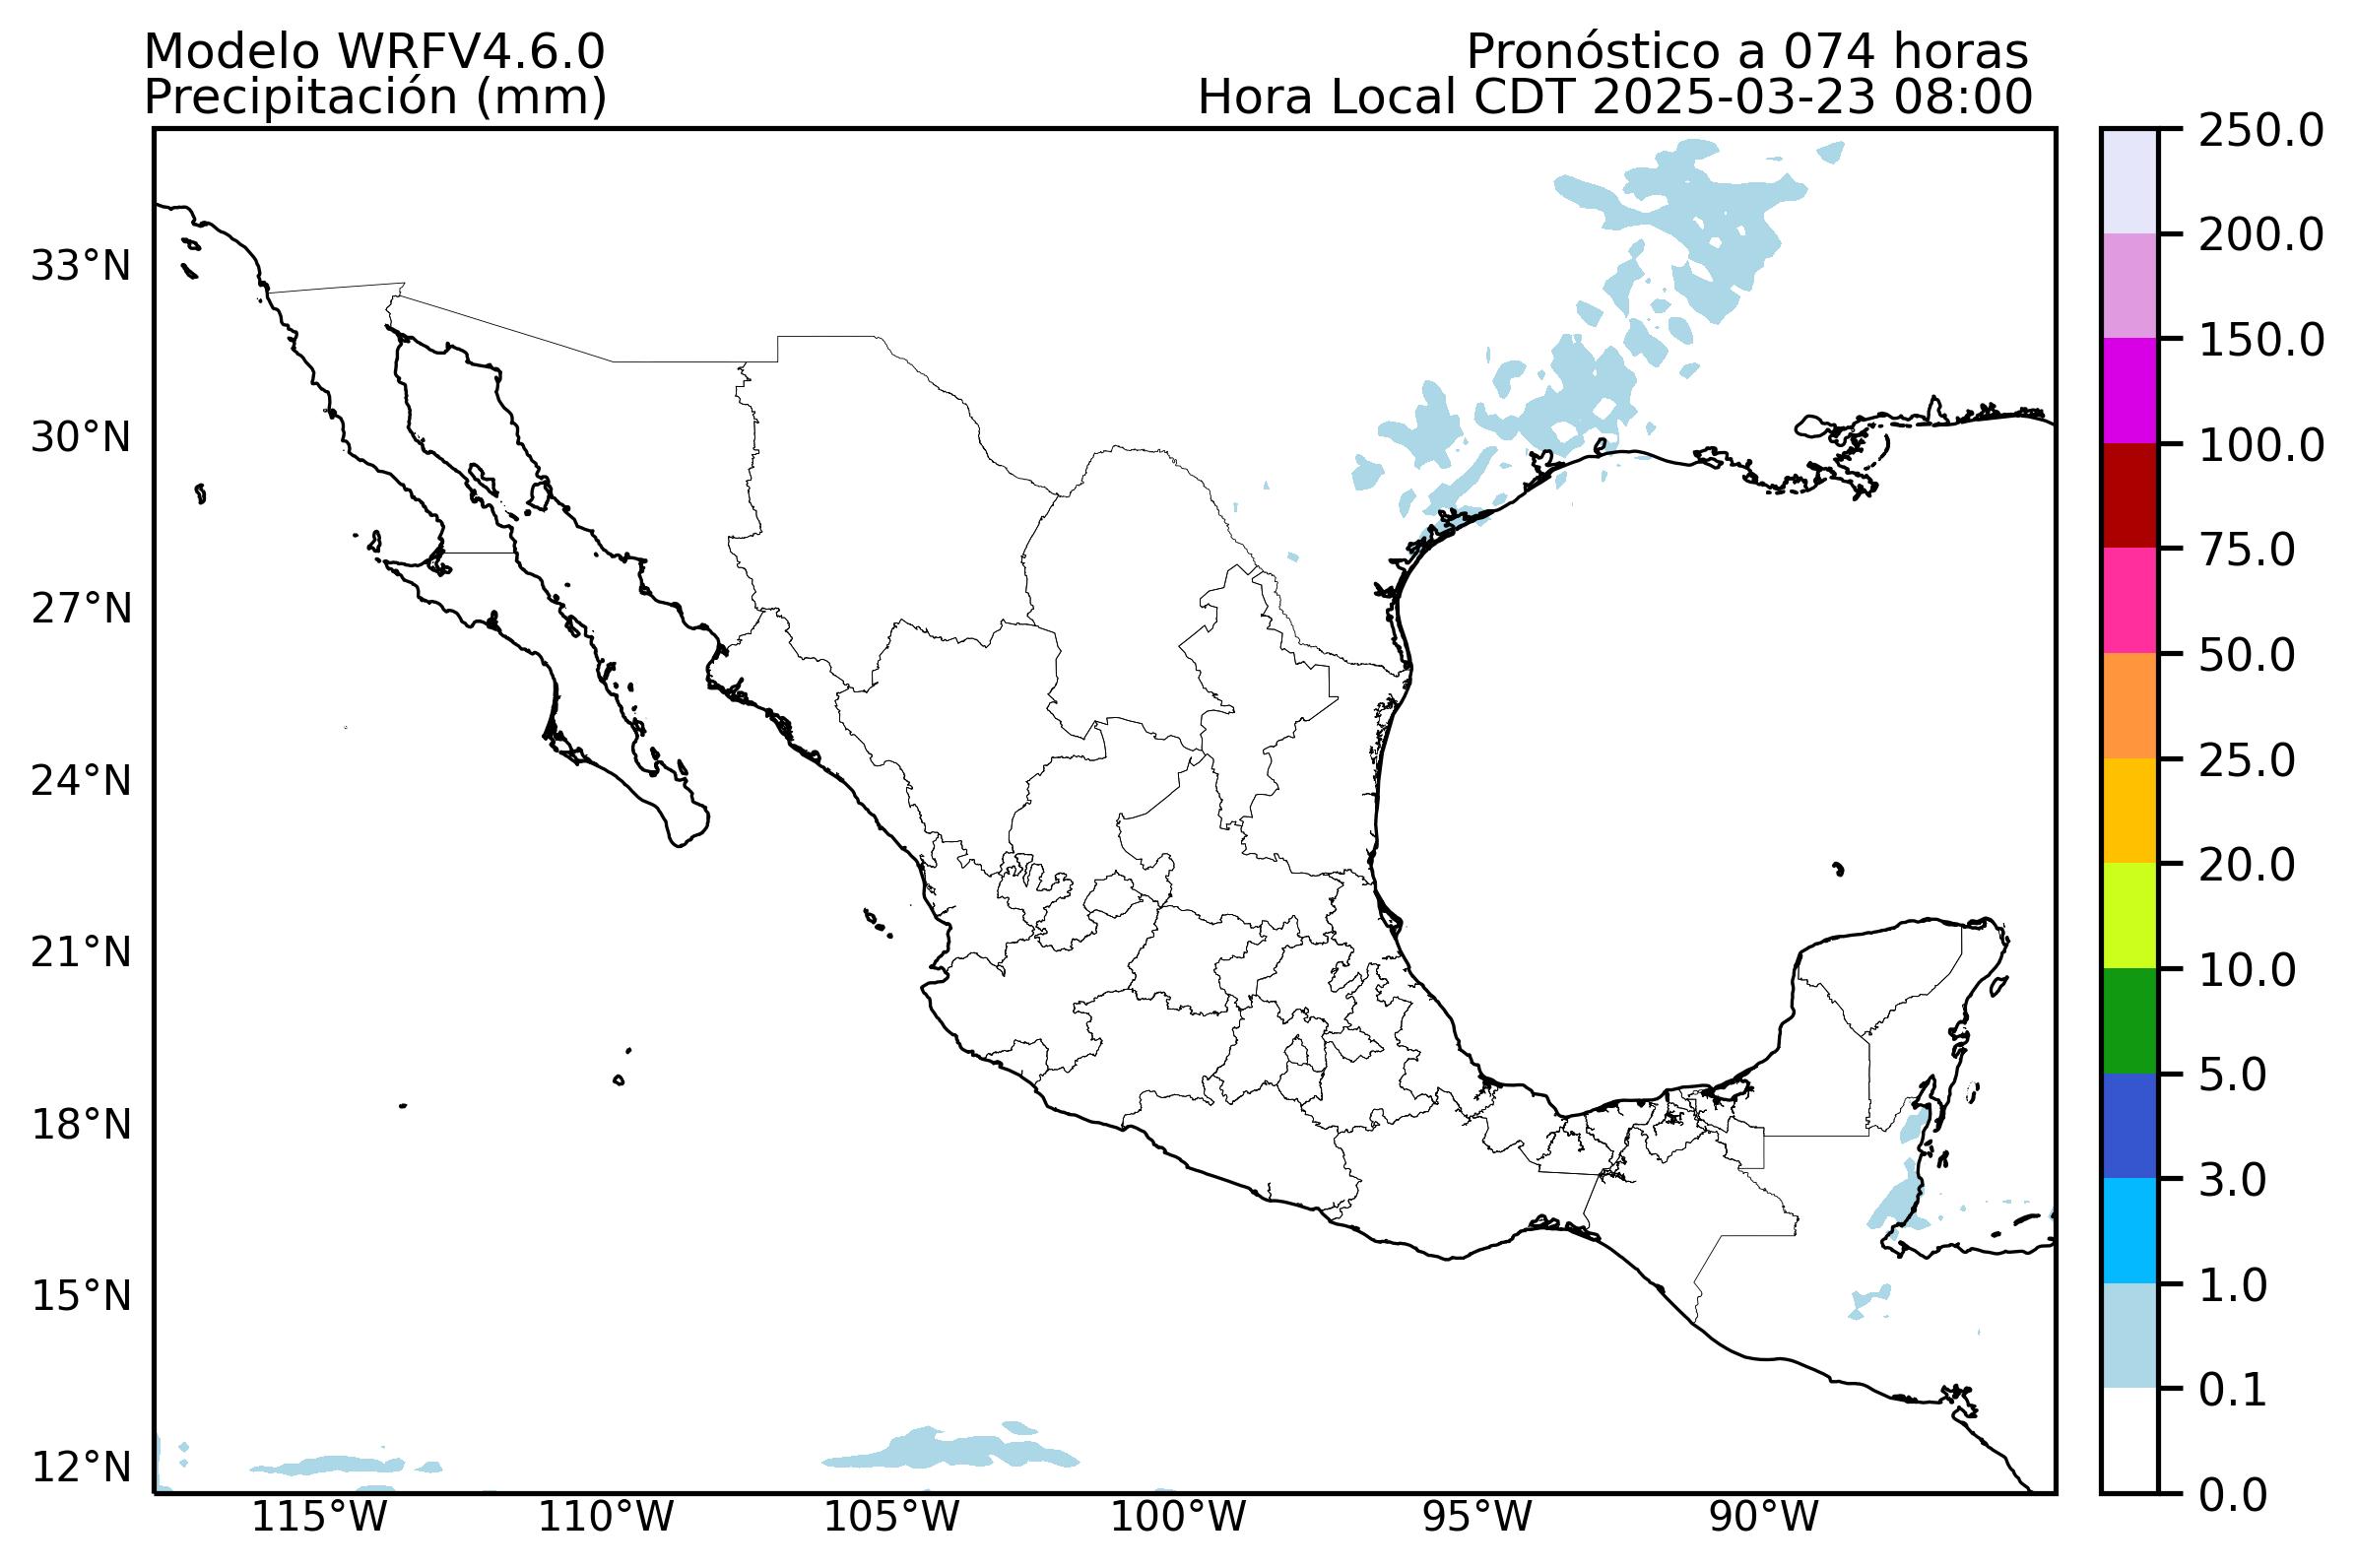 Modelo WRFV4.6.0
Precipitación (mm)
Pronóstico a 074 horas
Hora Local CDT 2025-03-23 08:00
33°N
30°N
27°N
24°N
21°N
18°N
15°N
12°N
115°W
110°W
105°W
100°W
95°W
90°W
250.0
200.0
150.0
100.0
75.0
50.0
25.0
20.0
10.0
5.0
3.0
1.0
0.1
0.0